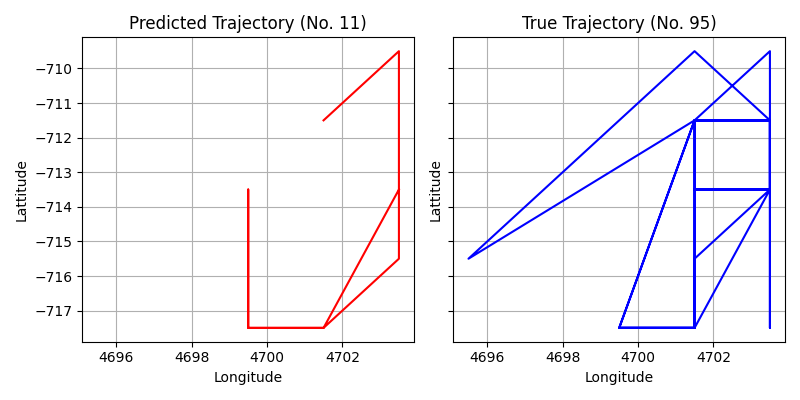 Predicted Trajectory (No. 11)
True Trajectory (No. 95)
−710
−711
−712
−713
−714
−715
−716
−717
Lattitude
Lattitude
4696 4698 4700 4702
4696 4698 4700 4702
Longitude
Longitude